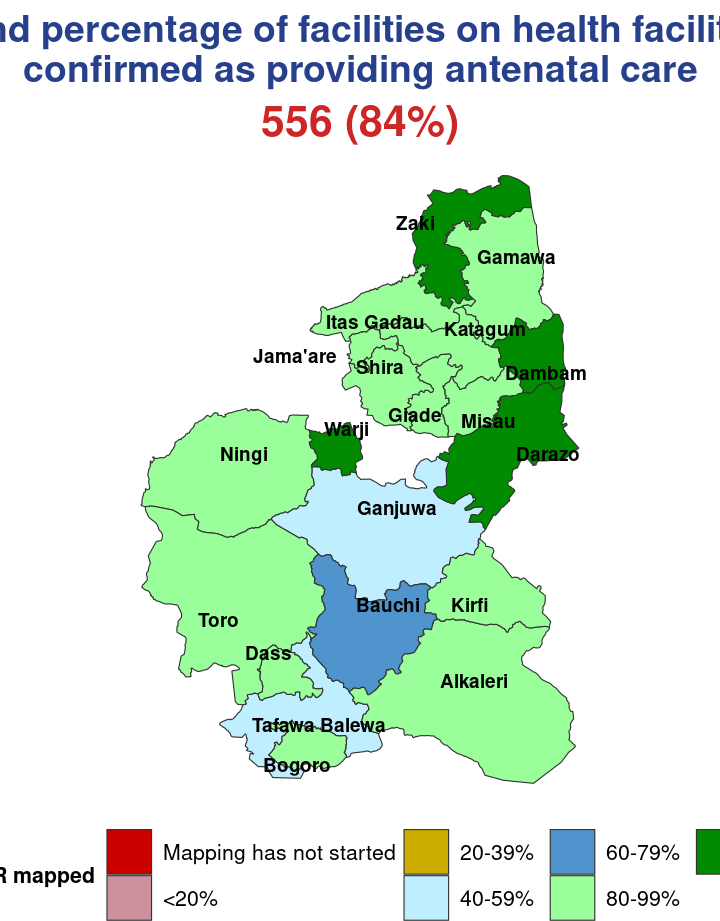 nd percentage of facilities on health facilit
confirmed as providing antenatal care
556 (84%)
Zaki
Gamawa
Itas Gadau
Katagum
Jama'are
Shira
Dambam
Giade
Misau
Warji
Ningi
Darazo
Ganjuwa
Bauchi
Kirfi
Toro
Dass
Alkaleri
Tafawa Balewa
Bogoro
R mapped
Mapping has not started
20-39%
60-79%
<20%
40-59%
80-99%